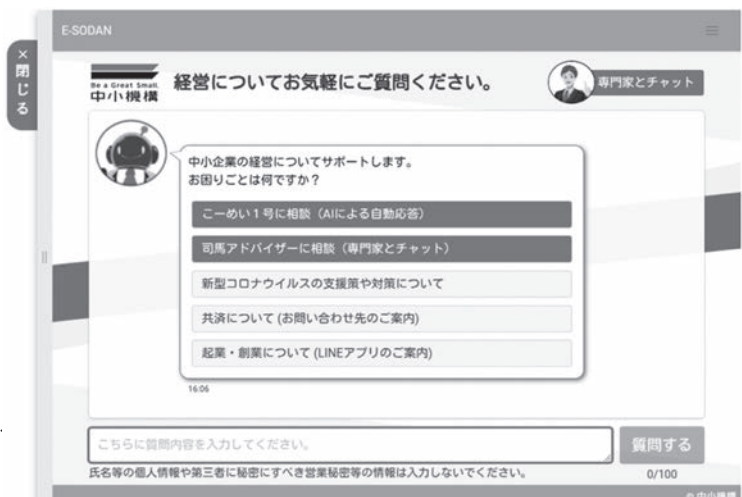 E-SODAN
×閉じる
Be a Great Small.
中小機構
経営についてお気軽にご質問ください。
専門家とチャット
中小企業の経営についてサポートします。
お困りごとは何ですか？
こーめい1号に相談（AIによる自動応答）
司馬アドバイザーに相談（専門家とチャット）
新型コロナウイルスの支援策や対策について
共済について(お問い合わせ先のご案内)
起業・創業について(LINEアプリのご案内)
16:06
こちらに質問内容を入力してください。
質問する
氏名等の個人情報や第三者に秘密にすべき営業秘密等の情報は入力しないでください。
0/100
© 中小機構